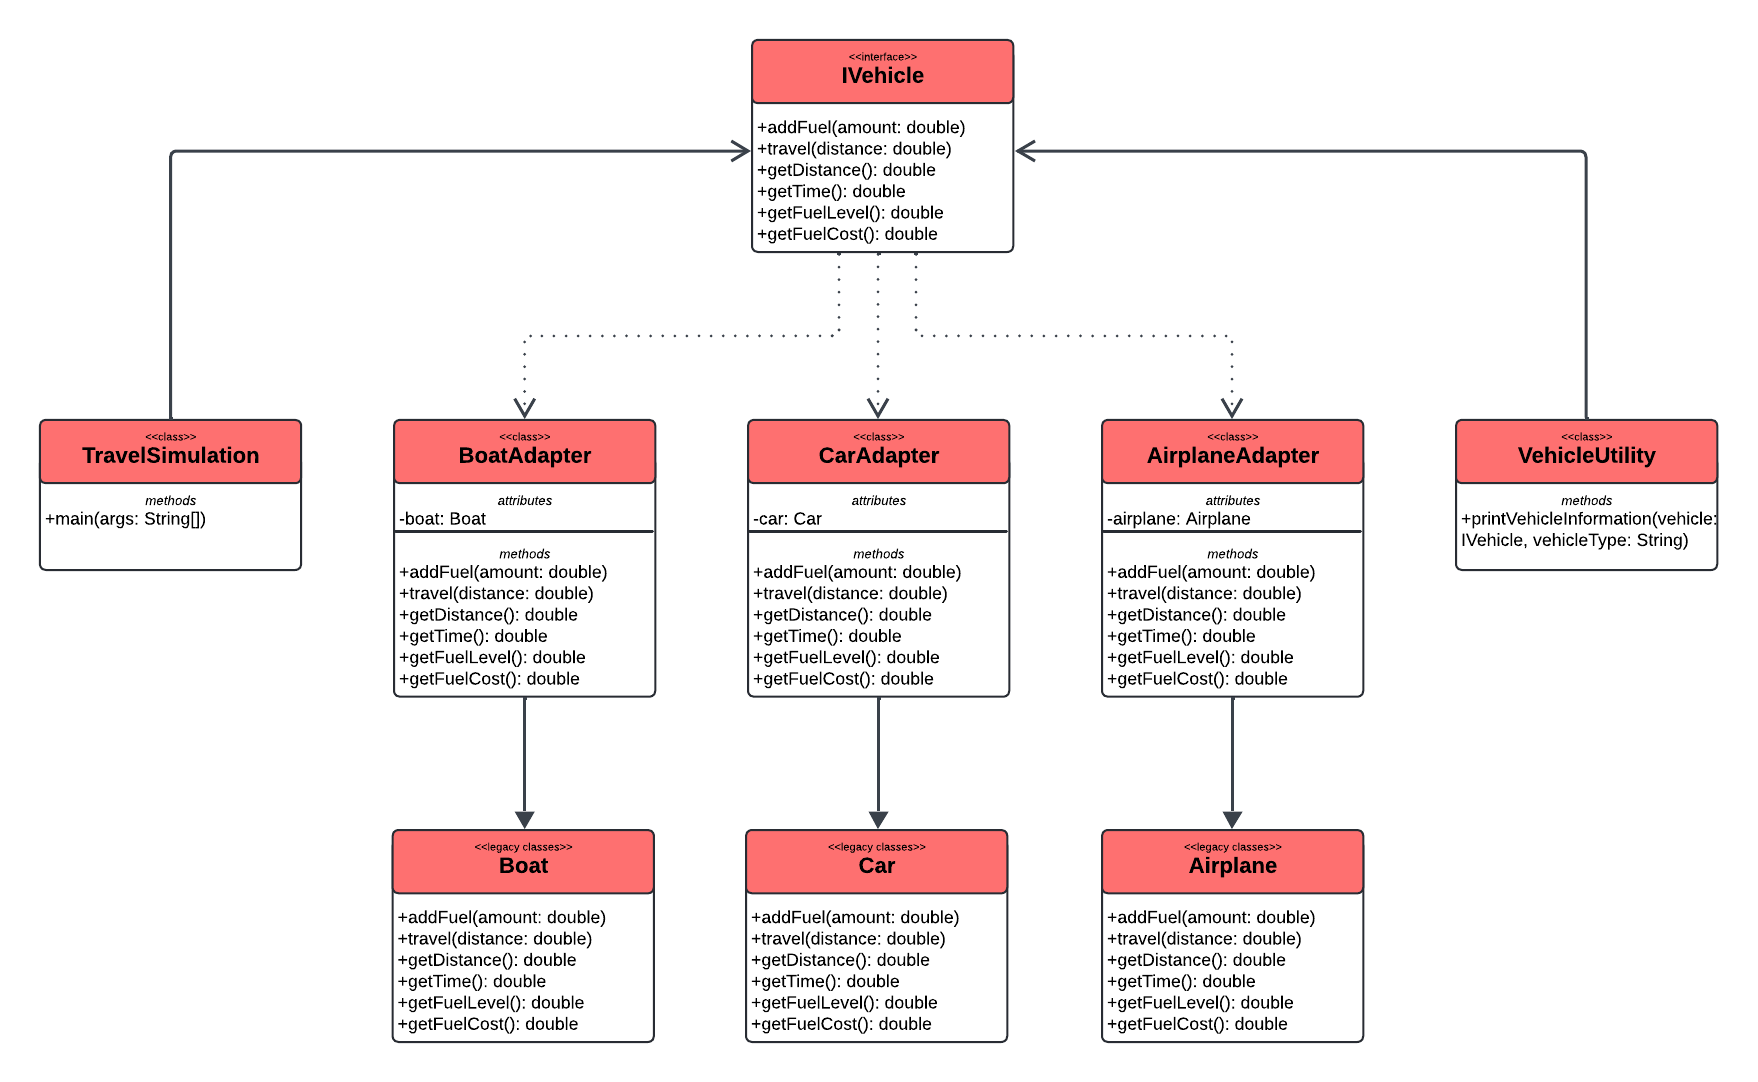 <<interface>>
IVehicle
+addFuel(amount: double)
+travel(distance: double)
+getDistance(): double
+getTime(): double
+getFuelLevel(): double
+getFuelCost(): double
<<class>>
TravelSimulation
methods
+main(args: String[])
<<class>>
BoatAdapter
attributes
-boat: Boat
methods
+addFuel(amount: double)
+travel(distance: double)
+getDistance(): double
+getTime(): double
+getFuelLevel(): double
+getFuelCost(): double
<<class>>
CarAdapter
attributes
-car: Car
methods
+addFuel(amount: double)
+travel(distance: double)
+getDistance(): double
+getTime(): double
+getFuelLevel(): double
+getFuelCost(): double
<<class>>
AirplaneAdapter
attributes
-airplane: Airplane
methods
+addFuel(amount: double)
+travel(distance: double)
+getDistance(): double
+getTime(): double
+getFuelLevel(): double
+getFuelCost(): double
<<class>>
VehicleUtility
methods
+printVehicleInformation(vehicle:
IVehicle, vehicleType: String)
<<legacy classes>>
Boat
+addFuel(amount: double)
+travel(distance: double)
+getDistance(): double
+getTime(): double
+getFuelLevel(): double
+getFuelCost(): double
<<legacy classes>>
Car
+addFuel(amount: double)
+travel(distance: double)
+getDistance(): double
+getTime(): double
+getFuelLevel(): double
+getFuelCost(): double
<<legacy classes>>
Airplane
+addFuel(amount: double)
+travel(distance: double)
+getDistance(): double
+getTime(): double
+getFuelLevel(): double
+getFuelCost(): double